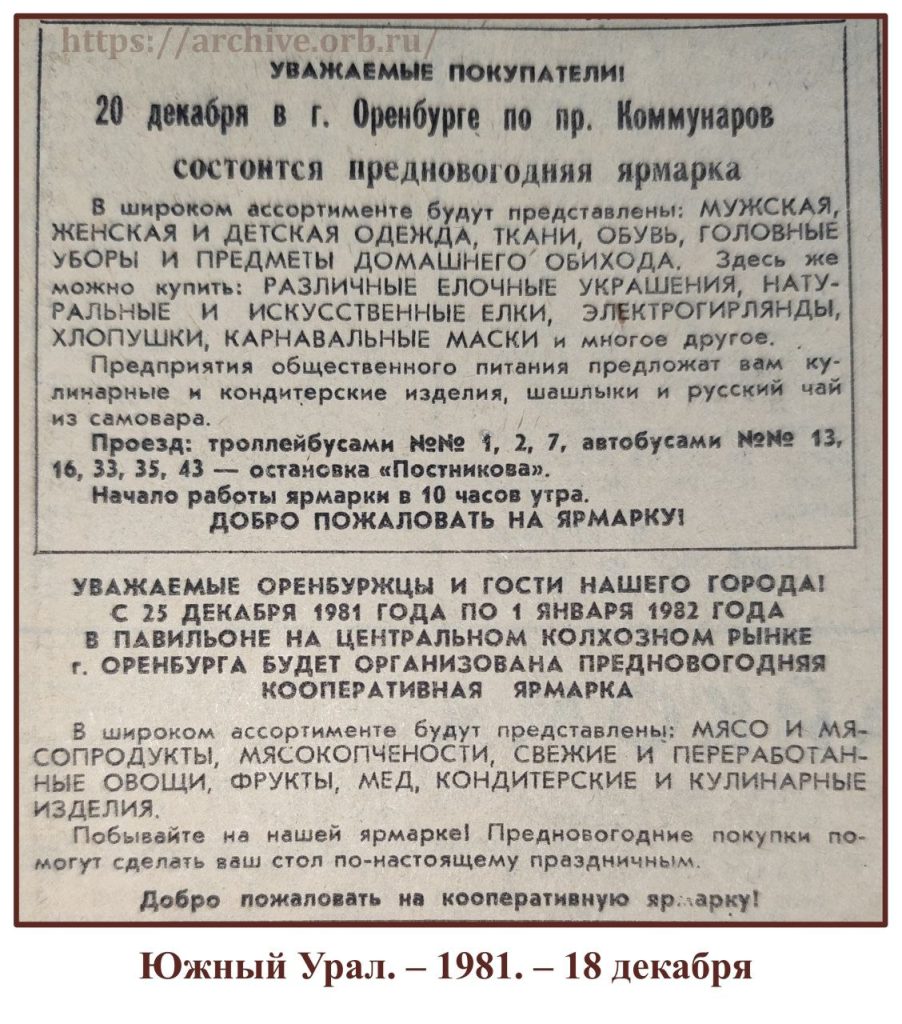 https://archive.orb.ru/
УВАЖАЕМЫЕ ПОКУПАТЕЛИ!
20 декабря в г. Оренбурге по пр. Коммунаров
состоится предновогодняя ярмарка
В широком ассортименте будут представлены: МУЖСКАЯ,
ЖЕНСКАЯ И ДЕТСКАЯ ОДЕЖДА, ТКАНИ, ОБУВЬ, ГОЛОВНЫЕ
УБОРЫ И ПРЕДМЕТЫ ДОМАШНЕГО ОБИХОДА. Здесь же
можно купить: РАЗЛИЧНЫЕ ЕЛОЧНЫЕ УКРАШЕНИЯ, НАТУ-
РАЛЬНЫЕ И ИСКУССТВЕННЫЕ ЕЛКИ, ЭЛЕКТРОГИРЛЯНДЫ,
ХЛОПУШКИ, КАРНАВАЛЬНЫЕ МАСКИ и многое другое.
Предприятия общественного питания предложат вам ку-
линарные и кондитерские изделия, шашлыки и русский чай
из самовара.
Проезд: троллейбусами №№ 1, 2, 7, автобусами №№ 13,
16, 33, 35, 43 — остановка «Постникова».
Начало работы ярмарки в 10 часов утра.
ДОБРО ПОЖАЛОВАТЬ НА ЯРМАРКУ!
УВАЖАЕМЫЕ ОРЕНБУРЖЦЫ И ГОСТИ НАШЕГО ГОРОДА!
С 25 ДЕКАБРЯ 1981 ГОДА ПО 1 ЯНВАРЯ 1982 ГОДА
В ПАВИЛЬОНЕ НА ЦЕНТРАЛЬНОМ КОЛХОЗНОМ РЫНКЕ
г. ОРЕНБУРГА БУДЕТ ОРГАНИЗОВАНА ПРЕДНОВОГОДНЯЯ
КООПЕРАТИВНАЯ ЯРМАРКА
В широком ассортименте будут представлены: МЯСО И МЯ-
СОПРОДУКТЫ, МЯСОКОПЧЕНОСТИ, СВЕЖИЕ И ПЕРЕРАБОТАН-
НЫЕ ОВОЩИ, ФРУКТЫ, МЕД, КОНДИТЕРСКИЕ И КУЛИНАРНЫЕ
ИЗДЕЛИЯ.
Побывайте на нашей ярмарке! Предновогодние покупки по-
могут сделать ваш стол по-настоящему праздничным.
Добро пожаловать на кооперативную ярмарку!
Южный Урал. – 1981. – 18 декабря